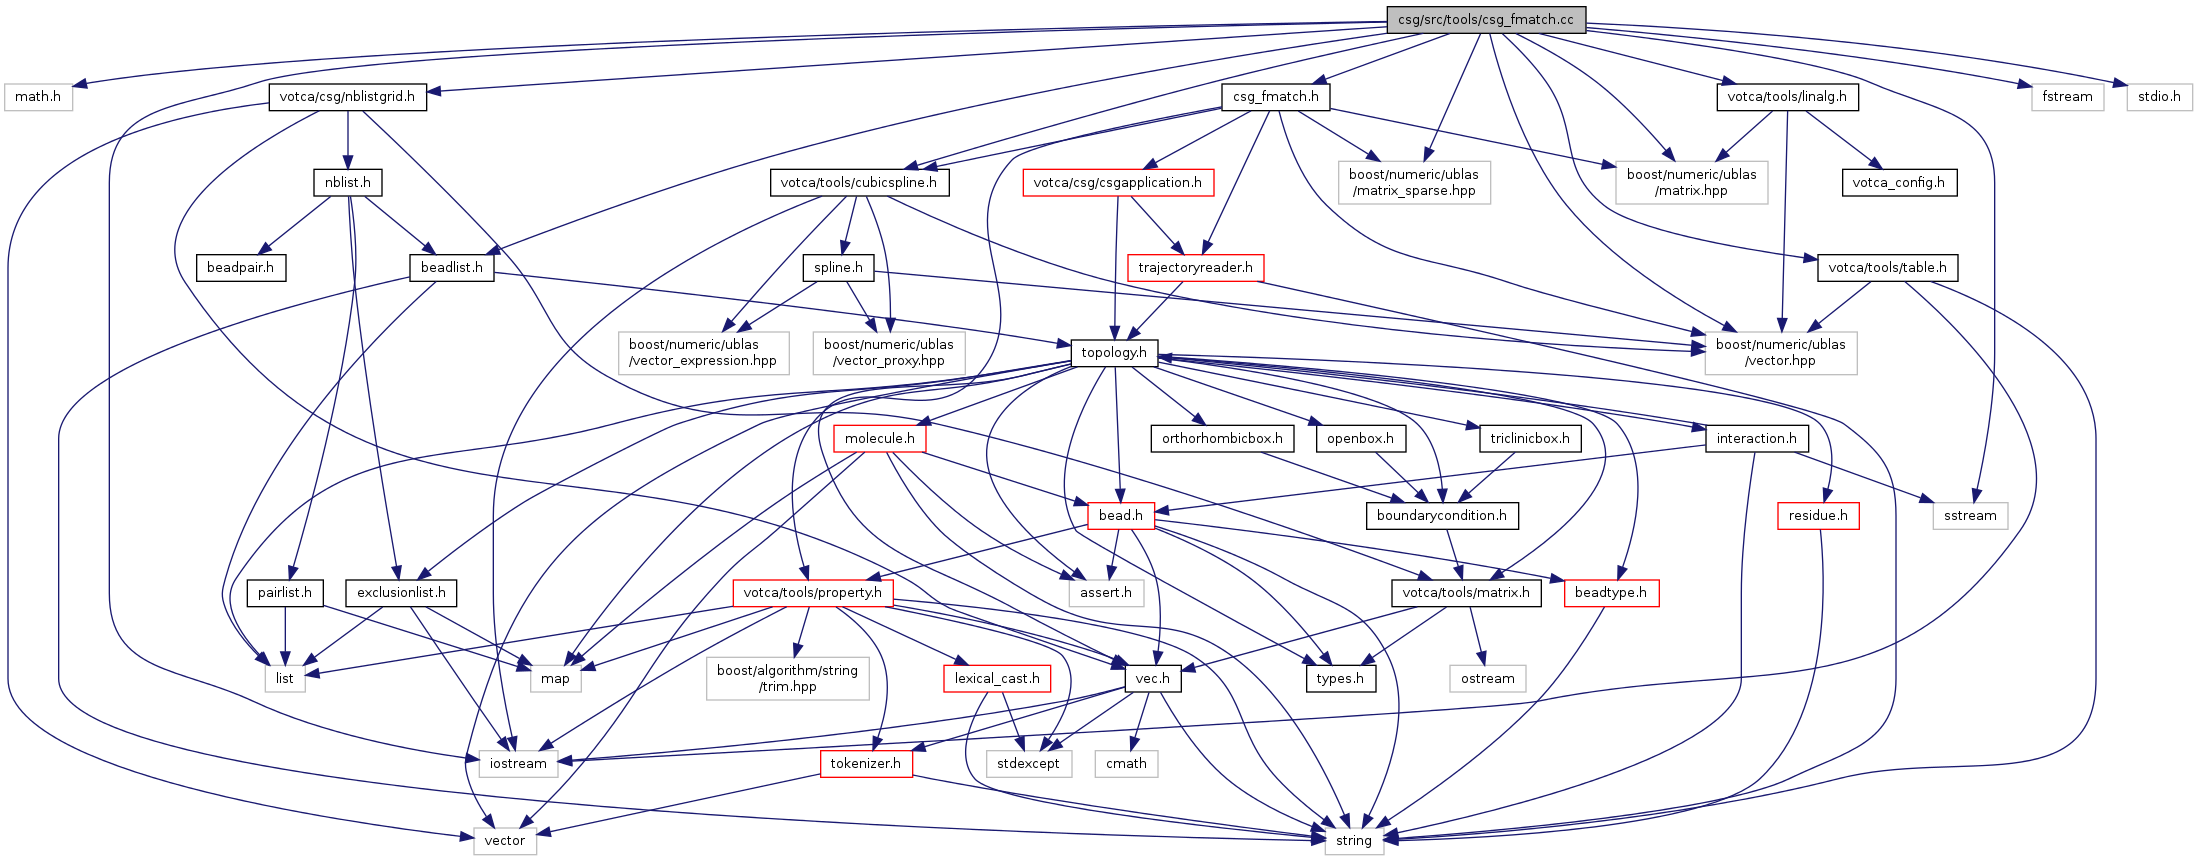 csg/src/tools/csg_fmatch.cc
math.h
votca/csg/nblistgrid.h
csg_fmatch.h
votca/tools/linalg.h
fstream
stdio.h
nblist.h
votca/tools/cubicspline.h
votca/csg/csgapplication.h
boost/numeric/ublas
/matrix_sparse.hpp
boost/numeric/ublas
/matrix.hpp
votca_config.h
beadpair.h
beadlist.h
spline.h
trajectoryreader.h
votca/tools/table.h
boost/numeric/ublas
/vector_expression.hpp
boost/numeric/ublas
/vector_proxy.hpp
topology.h
boost/numeric/ublas
/vector.hpp
molecule.h
orthorhombicbox.h
openbox.h
triclinicbox.h
interaction.h
bead.h
boundarycondition.h
residue.h
sstream
pairlist.h
exclusionlist.h
votca/tools/property.h
assert.h
votca/tools/matrix.h
beadtype.h
list
map
boost/algorithm/string
/trim.hpp
lexical_cast.h
vec.h
types.h
ostream
iostream
tokenizer.h
stdexcept
cmath
vector
string